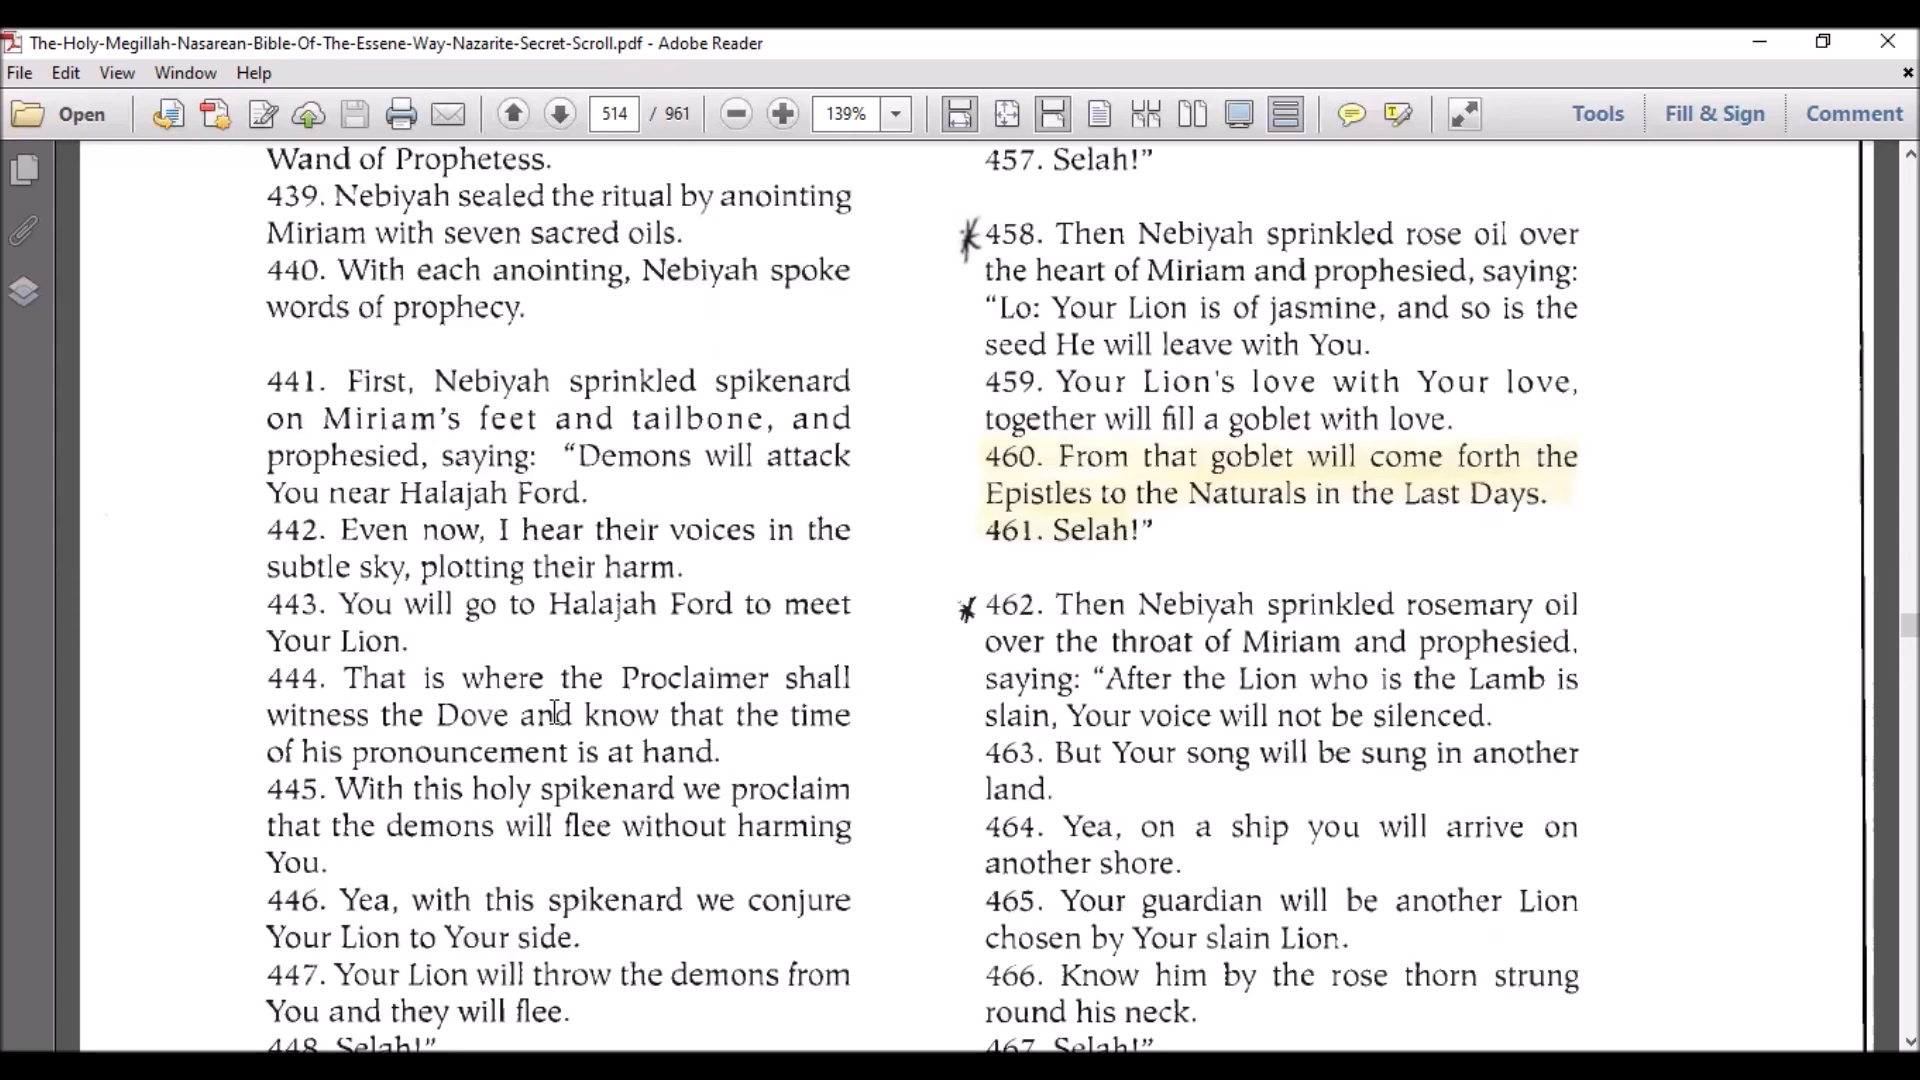 The-Holy-Megillah-Nasarean-Bible-Of-The-Essene-Way-Nazarite-Secret-Scroll.pdf - Adobe Reader
File Edit View Window Help
Open 514 / 961 139% Tools Fill & Sign Comment
Wand of Prophetess.
439. Nebiyah sealed the ritual by anointing
Miriam with seven sacred oils.
440. With each anointing, Nebiyah spoke
words of prophecy.
441. First, Nebiyah sprinkled spikenard
on Miriam's feet and tailbone, and
prophesied, saying: “Demons will attack
You near Halajah Ford.
442. Even now, I hear their voices in the
subtle sky, plotting their harm.
443. You will go to Halajah Ford to meet
Your Lion.
444. That is where the Proclaimer shall
witness the Dove and know that the time
of his pronouncement is at hand.
445. With this holy spikenard we proclaim
that the demons will flee without harming
You.
446. Yea, with this spikenard we conjure
Your Lion to Your side.
447. Your Lion will throw the demons from
You and they will flee.
448. Selah!”
457. Selah!”
458. Then Nebiyah sprinkled rose oil over
the heart of Miriam and prophesied, saying:
“Lo: Your Lion is of jasmine, and so is the
seed He will leave with You.
459. Your Lion's love with Your love,
together will fill a goblet with love.
460. From that goblet will come forth the
Epistles to the Naturals in the Last Days.
461. Selah!”
462. Then Nebiyah sprinkled rosemary oil
over the throat of Miriam and prophesied,
saying: “After the Lion who is the Lamb is
slain, Your voice will not be silenced.
463. But Your song will be sung in another
land.
464. Yea, on a ship you will arrive on
another shore.
465. Your guardian will be another Lion
chosen by Your slain Lion.
466. Know him by the rose thorn strung
round his neck.
467. Selah!”